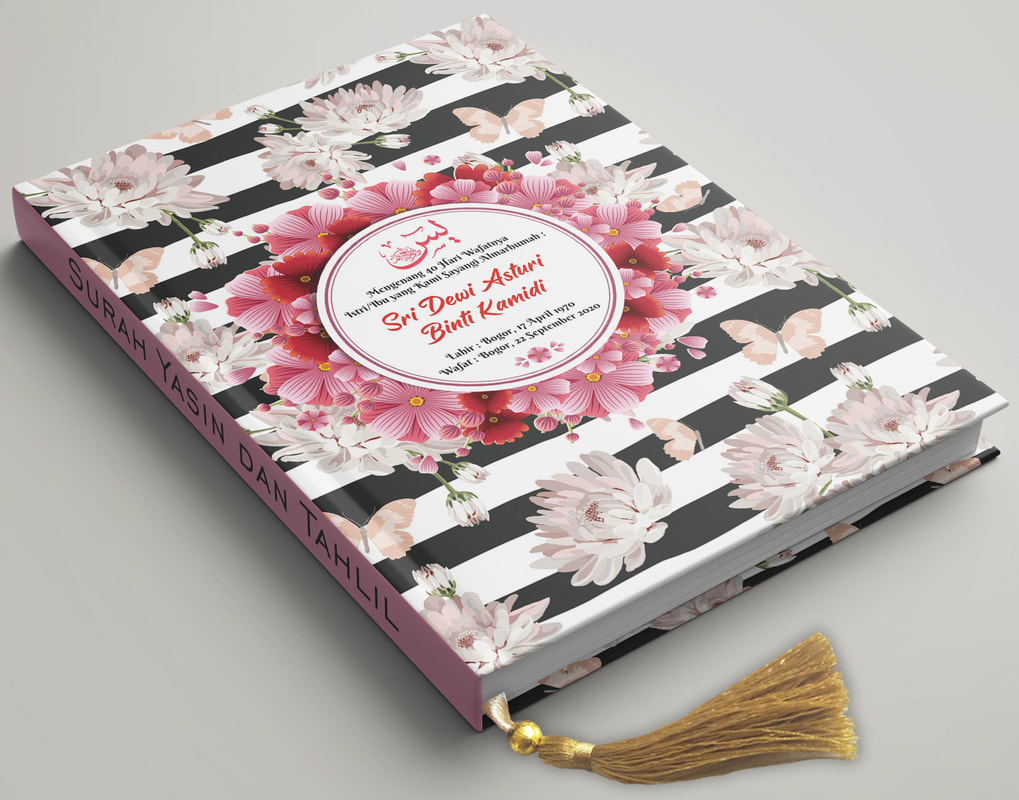 يس
Mengenang 40 Hari Wafatnya
Istri/Ibu yang Kami Sayangi Almarhumah :
Sri Dewi Asturi
Binti Kamidi
Lahir : Bogor, 17 April 1970
Wafat : Bogor, 22 September 2020
SURAH YASIN DAN TAHLIL